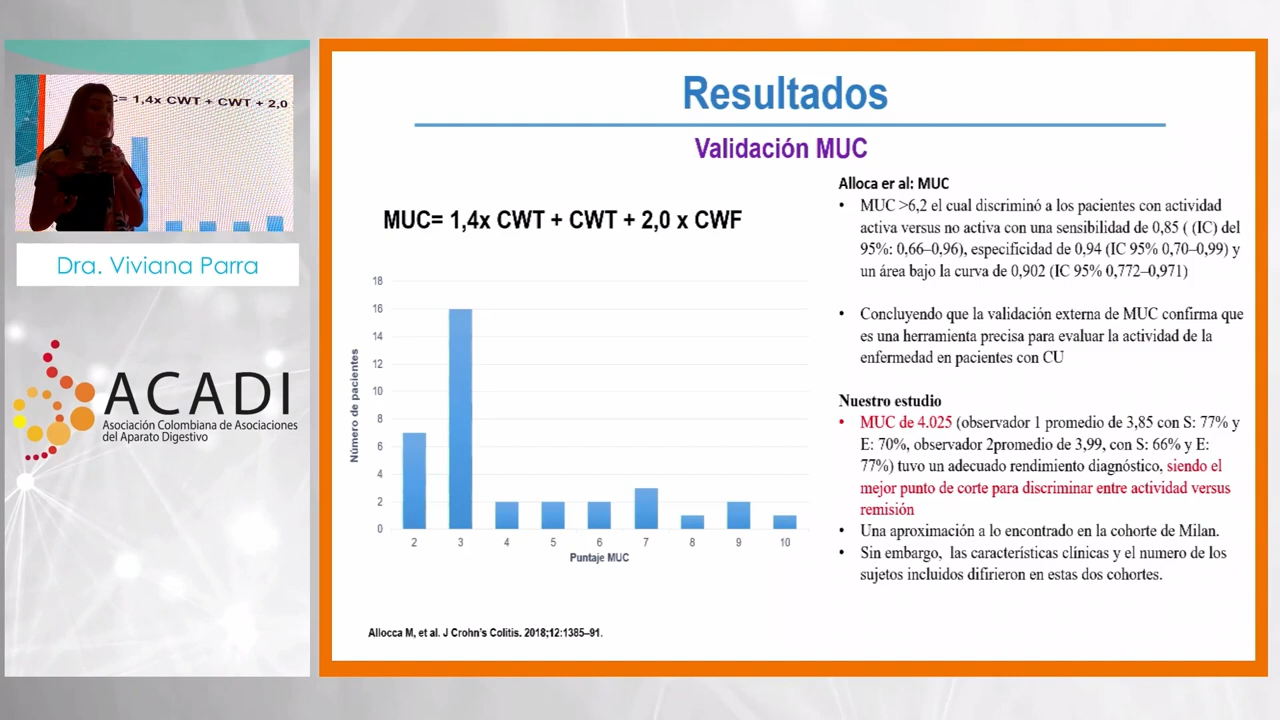 C= 1,4x CWT + CWT + 2,0
Dra. Viviana Parra
ACADI
Asociación Colombiana de Asociaciones
del Aparato Digestivo
Resultados
Validación MUC
MUC= 1,4x CWT + CWT + 2,0 x CWF
18
16
14
12
10
8
6
4
2
0
Número de pacientes
2 3 4 5 6 7 8 9 10
Puntaje MUC
Allocca M, et al. J Crohn's Colitis. 2018;12:1385–91.
Alloca er al: MUC
• MUC >6,2 el cual discriminó a los pacientes con actividad
activa versus no activa con una sensibilidad de 0,85 ( (IC) del
95%: 0,66–0,96), especificidad de 0,94 (IC 95% 0,70–0,99) y
un área bajo la curva de 0,902 (IC 95% 0,772–0,971)
• Concluyendo que la validación externa de MUC confirma que
es una herramienta precisa para evaluar la actividad de la
enfermedad en pacientes con CU
Nuestro estudio
• MUC de 4.025 (observador 1 promedio de 3,85 con S: 77% y
E: 70%, observador 2promedio de 3,99, con S: 66% y E:
77%) tuvo un adecuado rendimiento diagnóstico, siendo el
mejor punto de corte para discriminar entre actividad versus
remisión
• Una aproximación a lo encontrado en la cohorte de Milan.
• Sin embargo, las características clínicas y el numero de los
sujetos incluidos difirieron en estas dos cohortes.